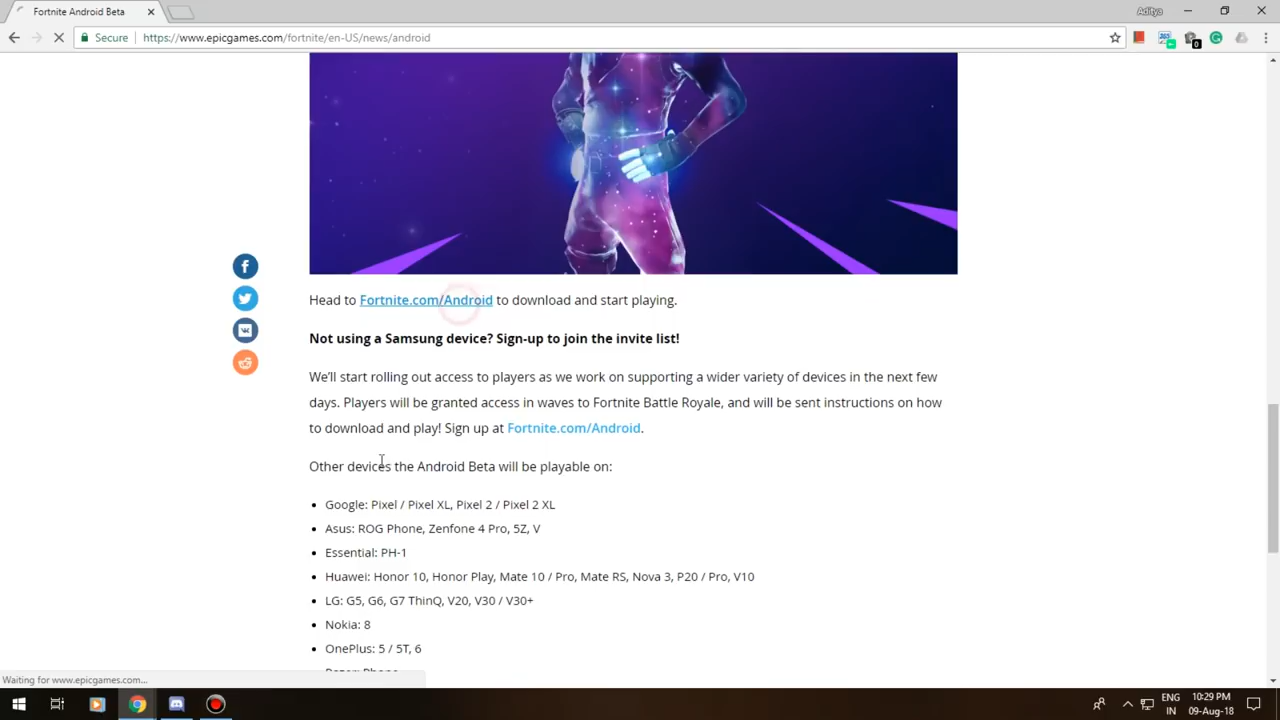 Fortnite Android Beta
Aditya
Secure
https://www.epicgames.com/fortnite/en-US/news/android
0
Head to Fortnite.com/Android to download and start playing.
Not using a Samsung device? Sign-up to join the invite list!
We'll start rolling out access to players as we work on supporting a wider variety of devices in the next few
days. Players will be granted access in waves to Fortnite Battle Royale, and will be sent instructions on how
to download and play! Sign up at Fortnite.com/Android.
Other devices the Android Beta will be playable on:
• Google: Pixel / Pixel XL, Pixel 2 / Pixel 2 XL
• Asus: ROG Phone, Zenfone 4 Pro, 5Z, V
• Essential: PH-1
• Huawei: Honor 10, Honor Play, Mate 10 / Pro, Mate RS, Nova 3, P20 / Pro, V10
• LG: G5, G6, G7 ThinQ, V20, V30 / V30+
• Nokia: 8
• OnePlus: 5 / 5T, 6
• Razer: Phone
Waiting for www.epicgames.com...
ENG
IN
10:29 PM
09-Aug-18